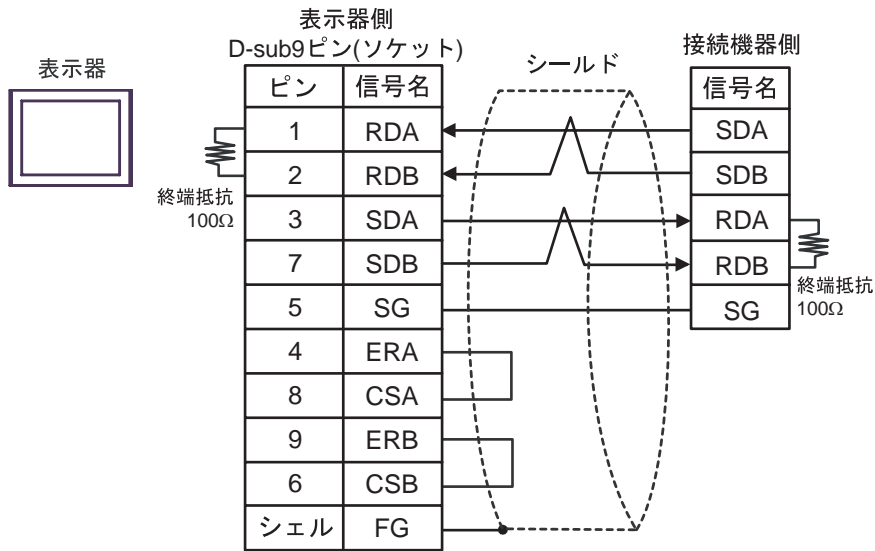 表示器
表示器側
D-sub9ピン(ソケット)
ピン 信号名
1 RDA
2 RDB
3 SDA
7 SDB
5 SG
4 ERA
8 CSA
9 ERB
6 CSB
シェル FG
終端抵抗
100Ω
シールド
接続機器側
信号名
SDA
SDB
RDA
RDB
SG
終端抵抗
100Ω